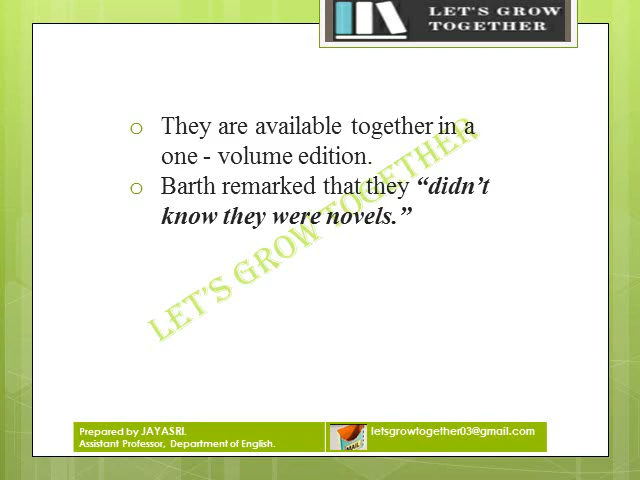 LET'S GROW
TOGETHER
o They are available together in a
one - volume edition.
o Barth remarked that they “didn’t
know they were novels.”
LET'S GROW TOGETHER
Prepared by JAYASRI.
Assistant Professor, Department of English.
letsgrowtogether03@gmail.com